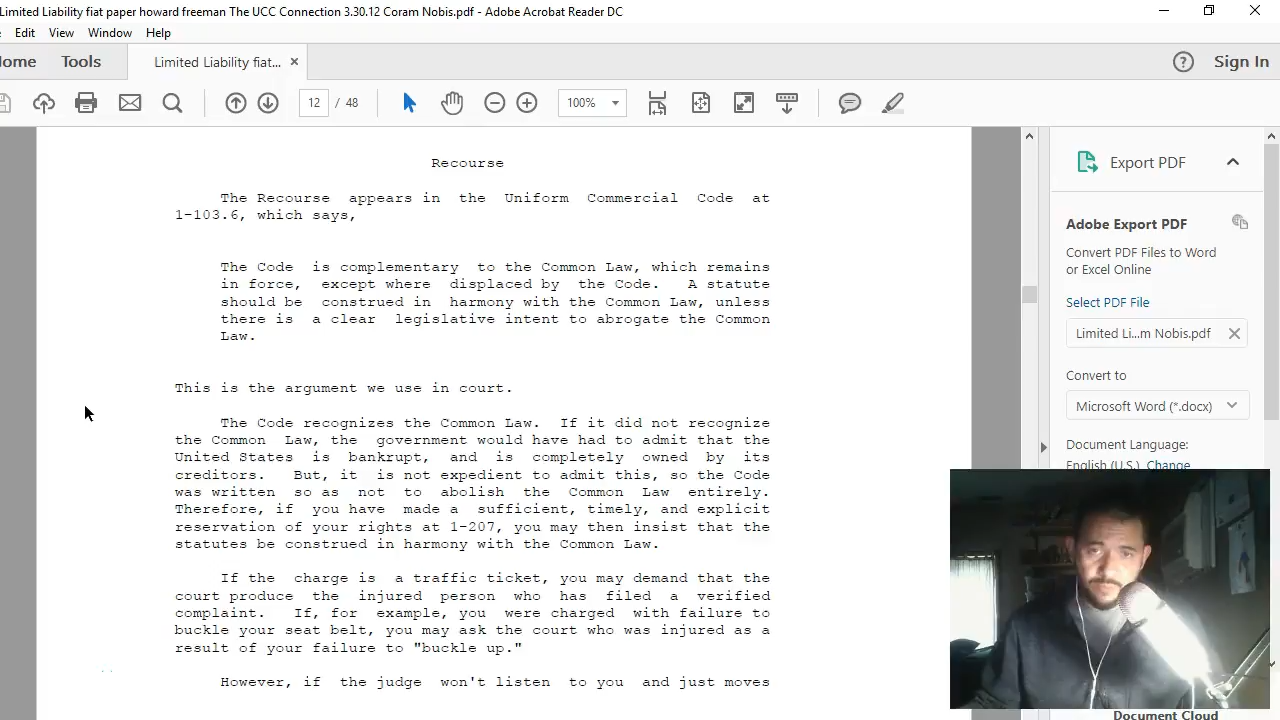 Limited Liability fiat paper howard freeman The UCC Connection 3.30.12 Coram Nobis.pdf - Adobe Acrobat Reader DC
Edit View Window Help
Tools
Limited Liability fiat...
Sign In
12 / 48
100%
Recourse
The Recourse appears in the Uniform Commercial Code at
1-103.6, which says,
The Code is complementary to the Common Law, which remains
in force, except where displaced by the Code. A statute
should be construed in harmony with the Common Law, unless
there is a clear legislative intent to abrogate the Common
Law.
This is the argument we use in court.
The Code recognizes the Common Law. If it did not recognize
the Common Law, the government would have had to admit that the
United States is bankrupt, and is completely owned by its
creditors. But, it is not expedient to admit this, so the Code
was written so as not to abolish the Common Law entirely.
Therefore, if you have made a sufficient, timely, and explicit
reservation of your rights at 1-207, you may then insist that the
statutes be construed in harmony with the Common Law.
If the charge is a traffic ticket, you may demand that the
court produce the injured person who has filed a verified
complaint. If, for example, you were charged with failure to
buckle your seat belt, you may ask the court who was injured as a
result of your failure to "buckle up."
However, if the judge won't listen to you and just moves
Export PDF
Adobe Export PDF
Convert PDF Files to Word
or Excel Online
Select PDF File
Limited Li...m Nobis.pdf
Convert to
Microsoft Word (*.docx)
Document Language:
English (U.S.) Change
Document Cloud